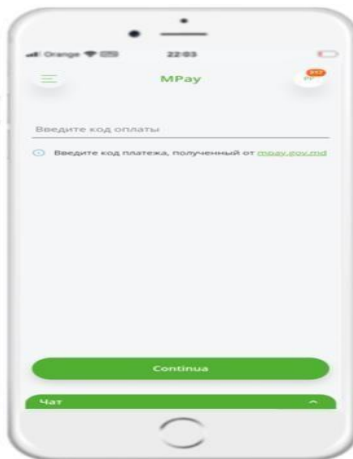 Orange 22:03
MPay
Введите код оплаты
Введите код платежа, полученный от mpay.gov.md
Continua
Чат